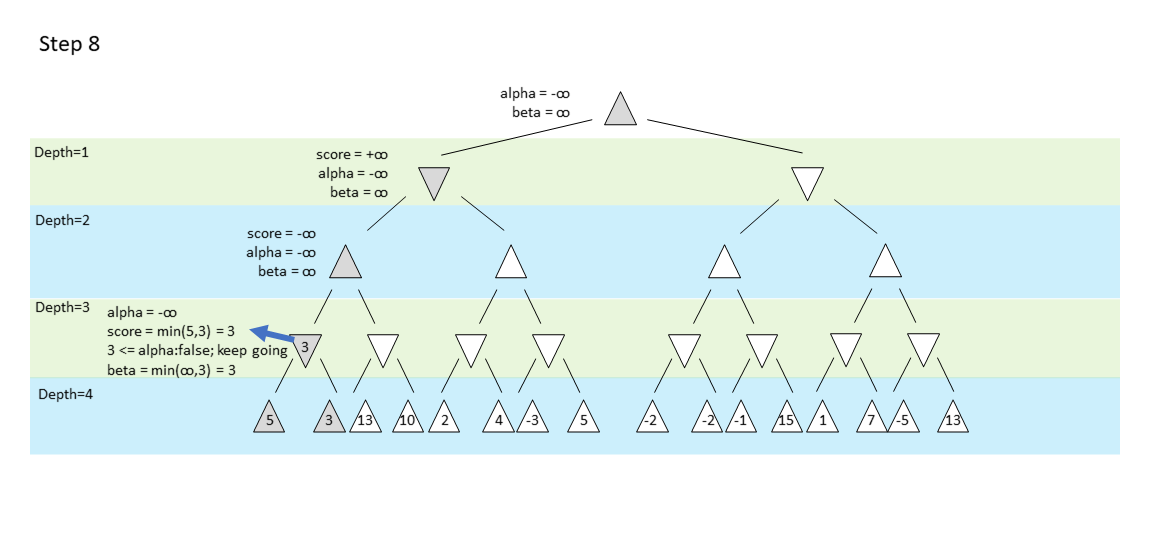 Step 8
alpha = -∞
beta = ∞
Depth=1
score = +∞
alpha = -∞
beta = ∞
Depth=2
score = -∞
alpha = -∞
beta = ∞
Depth=3
alpha = -∞
score = min(5,3) = 3
3 <= alpha:false; keep going
beta = min(∞,3) = 3
3
Depth=4
5 3 13 10 2 4 -3 5 -2 -2 -1 15 1 7 -5 13